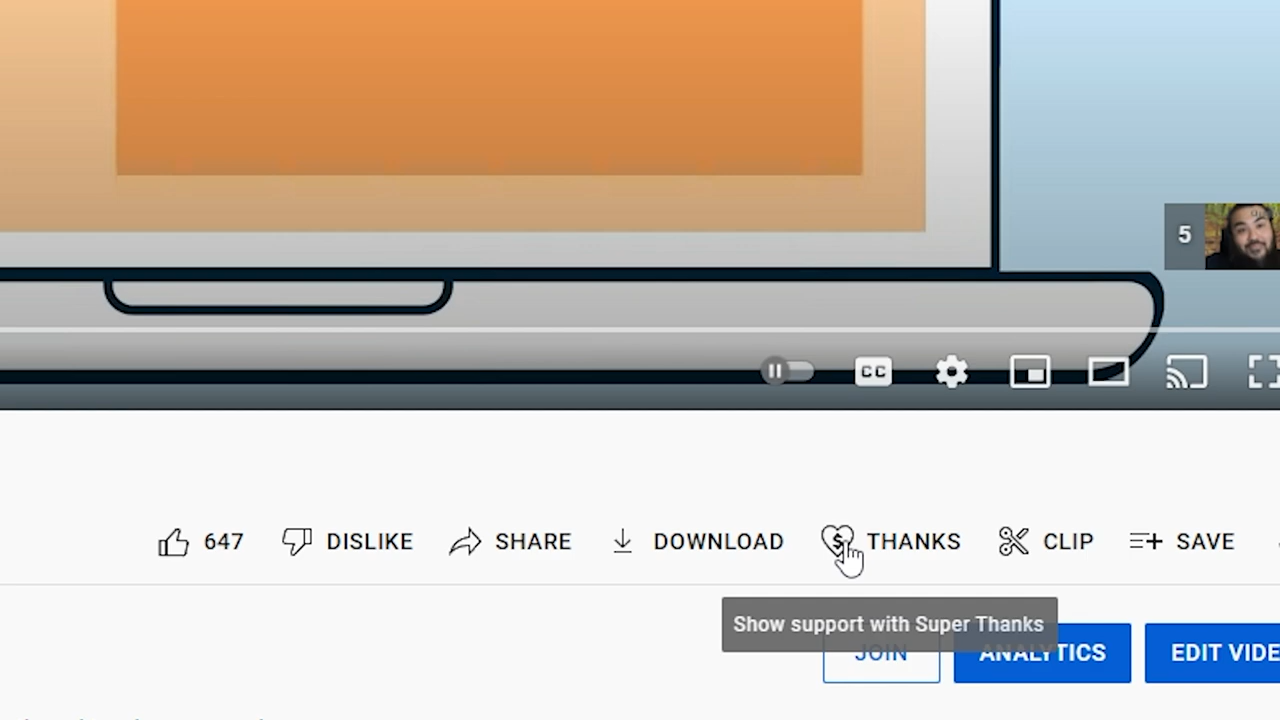 5
CC
647 DISLIKE SHARE DOWNLOAD $ THANKS CLIP SAVE
Show support with Super Thanks
JOIN ANALYTICS EDIT VIDE